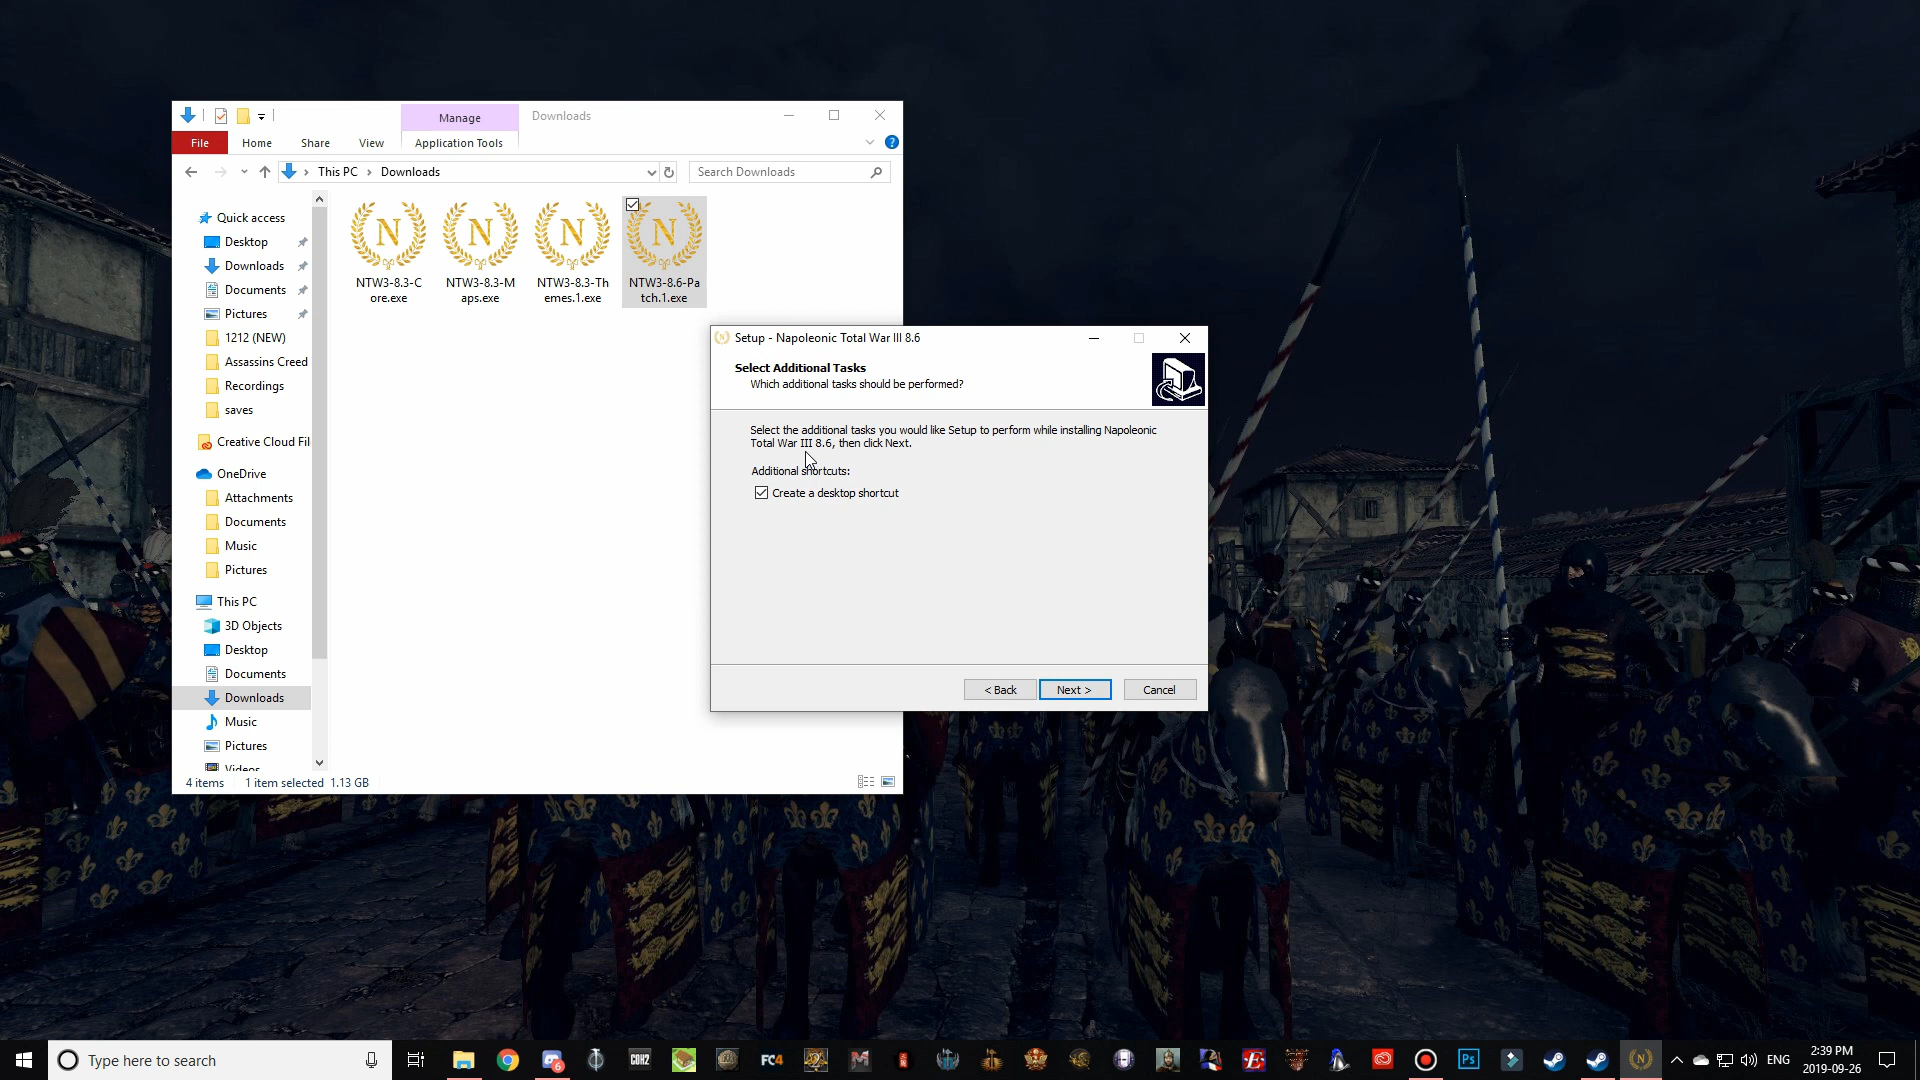 Manage
Downloads
File
Home
Share
View
Application Tools
This PC
Downloads
Search Downloads
Quick access
Desktop
Downloads
Documents
Pictures
1212 (NEW)
Assassins Creed
Recordings
saves
Creative Cloud Fil
OneDrive
Attachments
Documents
Music
Pictures
This PC
3D Objects
Desktop
Documents
Downloads
Music
Pictures
Videos
N
NTW3-8.3-C
ore.exe
N
NTW3-8.3-M
aps.exe
N
NTW3-8.3-Th
emes.1.exe
N
NTW3-8.6-Pa
tch.1.exe
4 items 1 item selected 1.13 GB
Setup - Napoleonic Total War III 8.6
Select Additional Tasks
Which additional tasks should be performed?
Select the additional tasks you would like Setup to perform while installing Napoleonic
Total War III 8.6, then click Next.
Additional shortcuts:
Create a desktop shortcut
< Back
Next >
Cancel
Type here to search
6
COH2
FC4
Ps
ENG
2:39 PM
2019-09-26